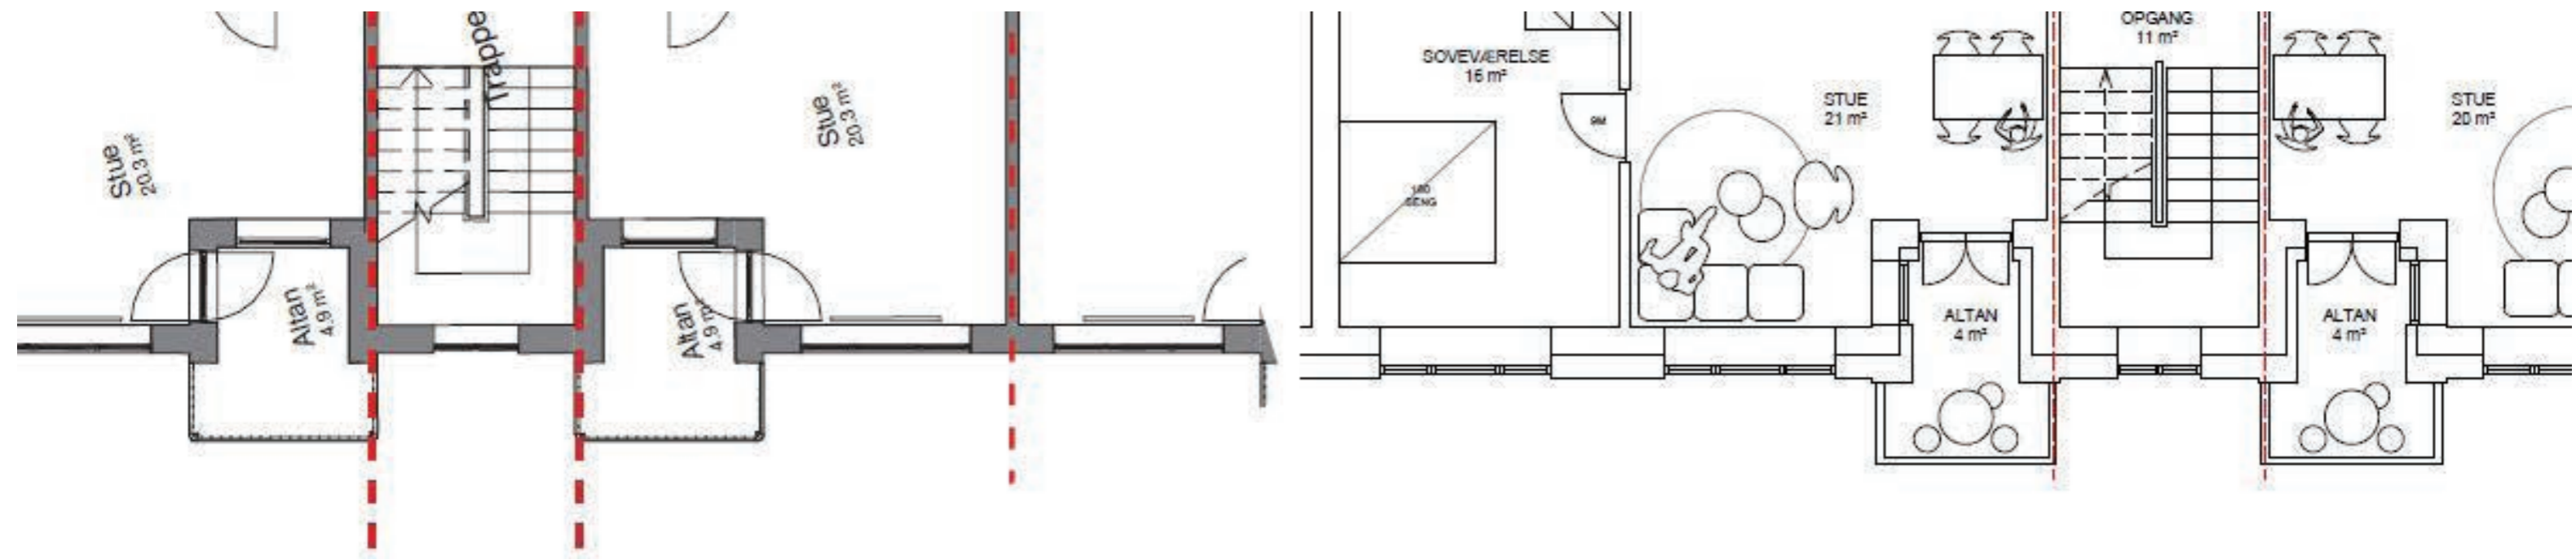 Trappe
Stue
20.3 m²
Stue
20.3 m²
Altan
4.9 m²
Altan
4.9 m²
SOVEVÆRELSE
16 m²
9M
180
SENG
STUE
21 m²
OPGANG
11 m²
STUE
20 m²
ALTAN
4 m²
ALTAN
4 m²